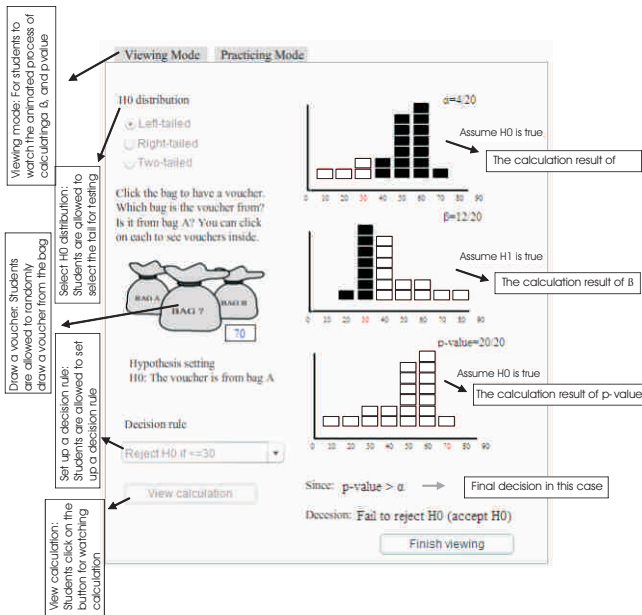 Viewing mode: For students to
watch the animated process of
calculatinga ß, and pvalue
Select H0 distribution:
Students are allowed to
select the tail for testing
Draw a voucher: Students
are allowed to randomly
draw a voucher from the bag
Set up a decision rule:
Students are allowed to set
up a decision rule
View calculation:
Students click on the
button for watching
calculation
Viewing Mode
Practicing Mode
H0 distribution
Left-tailed
Right-tailed
Two-tailed
Click the bag to have a voucher.
Which bag is the voucher from?
Is it from bag A? You can click
on each to see vouchers inside.
BAG A
BAG ?
BAG B
70
Hypothesis setting
H0: The voucher is from bag A
Decision rule
Reject H0 if <=30
View calculation
α=4/20
Assume H0 is true
The calculation result of
0 10 20 30 40 50 60 70 80 90
β=12/20
Assume H1 is true
The calculation result of ß
0 10 20 30 40 50 60 70 80 90
p-value=20/20
Assume H0 is true
The calculation result of p-value
0 10 20 30 40 50 60 70 80 90
Since: p-value > α
Final decision in this case
Decesion: Fail to reject H0 (accept H0)
Finish viewing